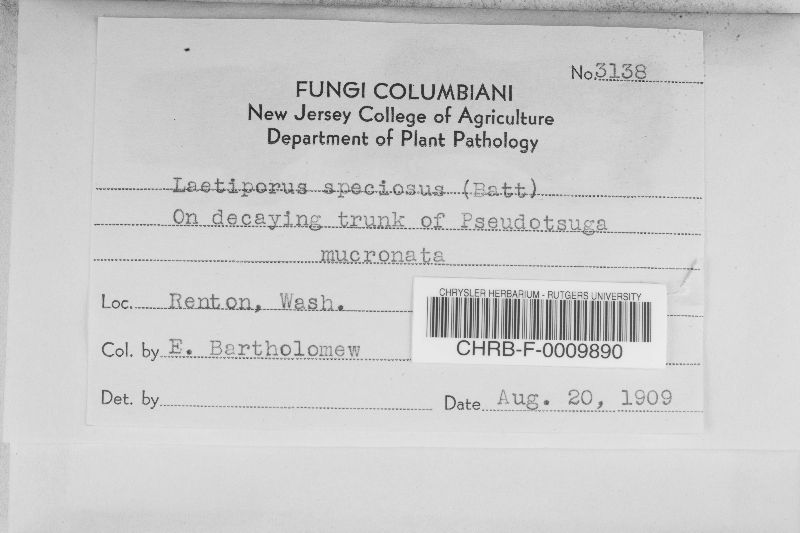 No. 3138
FUNGI COLUMBIANI
New Jersey College of Agriculture
Department of Plant Pathology
Laetiporus speciosus (Batt)
On decaying trunk of Pseudotsuga
mucronata
Loc. Renton, Wash.
CHRYSLER HERBARIUM - RUTGERS UNIVERSITY
CHRB-F-0009890
Col. by E. Bartholomew
Det. by
Date Aug. 20, 1909